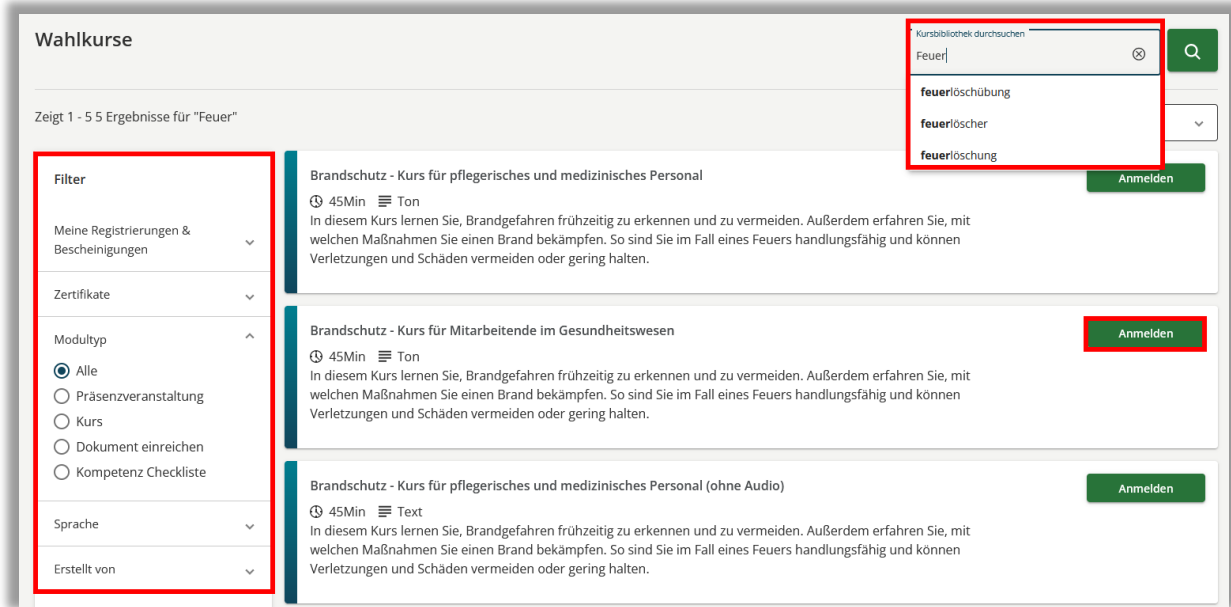 Wahlkurse
Kursbibliothek durchsuchen
Feuer
feuerlöschübung
feuerlöscher
feuerlöschung
Zeigt 1 - 5 5 Ergebnisse für "Feuer"
Filter
Meine Registrierungen &
Bescheinigungen
Zertifikate
Modultyp
Alle
Präsenzveranstaltung
Kurs
Dokument einreichen
Kompetenz Checkliste
Sprache
Erstellt von
Brandschutz - Kurs für pflegerisches und medizinisches Personal
Anmelden
45Min Ton
In diesem Kurs lernen Sie, Brandgefahren frühzeitig zu erkennen und zu vermeiden. Außerdem erfahren Sie, mit
welchen Maßnahmen Sie einen Brand bekämpfen. So sind Sie im Fall eines Feuers handlungsfähig und können
Verletzungen und Schäden vermeiden oder gering halten.
Brandschutz - Kurs für Mitarbeitende im Gesundheitswesen
Anmelden
45Min Ton
In diesem Kurs lernen Sie, Brandgefahren frühzeitig zu erkennen und zu vermeiden. Außerdem erfahren Sie, mit
welchen Maßnahmen Sie einen Brand bekämpfen. So sind Sie im Fall eines Feuers handlungsfähig und können
Verletzungen und Schäden vermeiden oder gering halten.
Brandschutz - Kurs für pflegerisches und medizinisches Personal (ohne Audio)
Anmelden
45Min Text
In diesem Kurs lernen Sie, Brandgefahren frühzeitig zu erkennen und zu vermeiden. Außerdem erfahren Sie, mit
welchen Maßnahmen Sie einen Brand bekämpfen. So sind Sie im Fall eines Feuers handlungsfähig und können
Verletzungen und Schäden vermeiden oder gering halten.